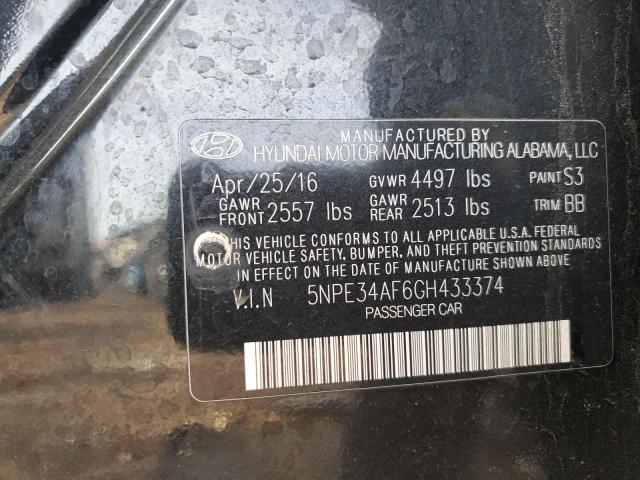 MANUFACTURED BY
HYUNDAI MOTOR MANUFACTURING ALABAMA, LLC
Apr/25/16 GVWR 4497 lbs PAINT S3
GAWR FRONT 2557 lbs GAWR REAR 2513 lbs TRIM BB
THIS VEHICLE CONFORMS TO ALL APPLICABLE U.S.A. FEDERAL
MOTOR VEHICLE SAFETY, BUMPER, AND THEFT PREVENTION STANDARDS
IN EFFECT ON THE DATE OF MANUFACTURE SHOWN ABOVE
V.I.N 5NPE34AF6GH433374
PASSENGER CAR